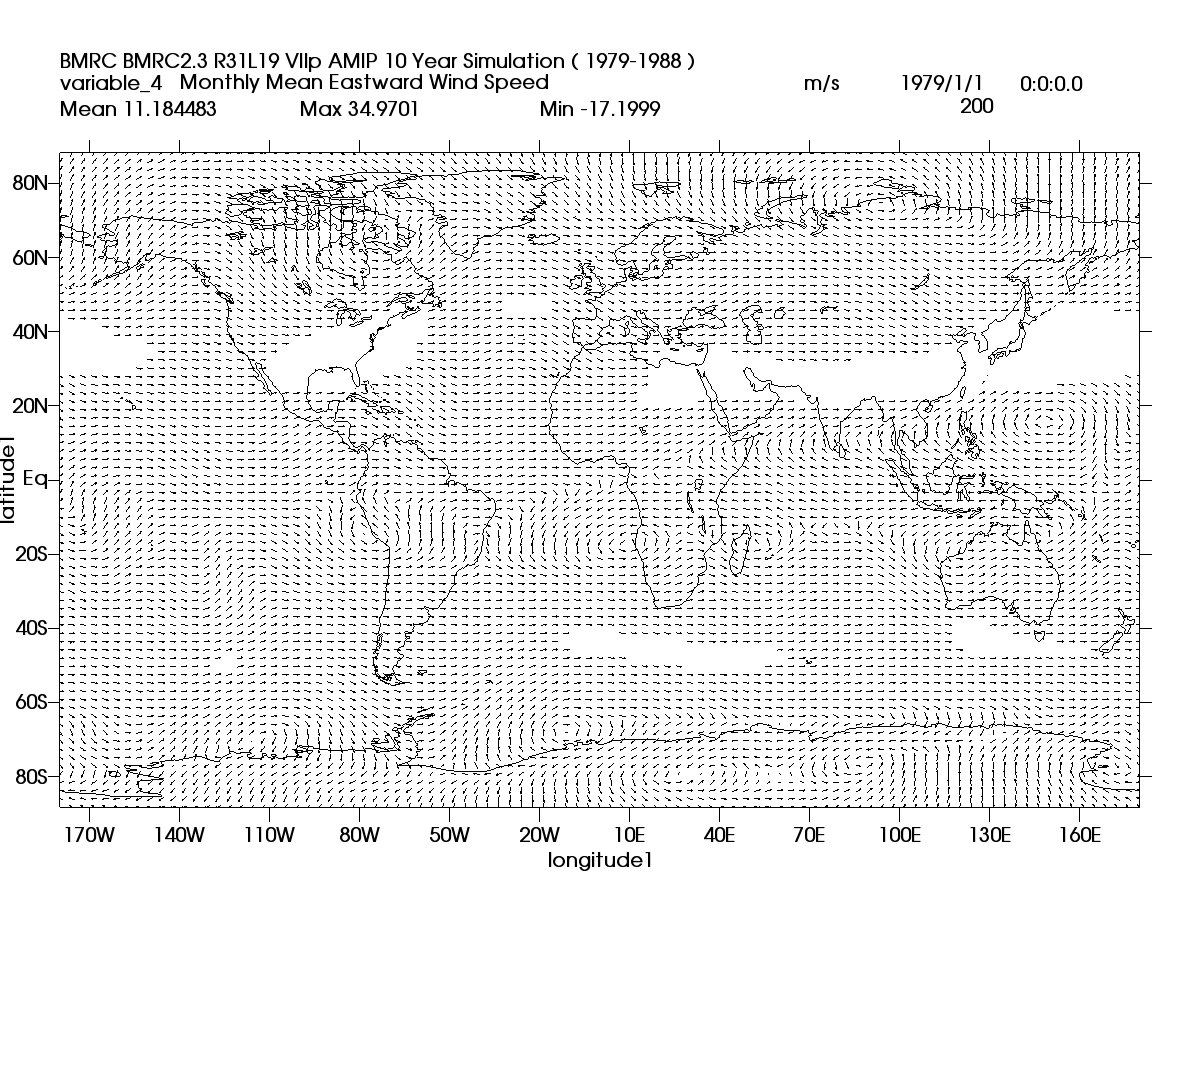 BMRC BMRC2.3 R31L19 VIIp AMIP 10 Year Simulation ( 1979-1988 )
variable_4 Monthly Mean Eastward Wind Speed m/s 1979/1/1 0:0:0.0
Mean 11.184483 Max 34.9701 Min -17.1999 200
80N
60N
40N
20N
Eq
20S
40S
60S
80S
latitude1
170W 140W 110W 80W 50W 20W 10E 40E 70E 100E 130E 160E
longitude1